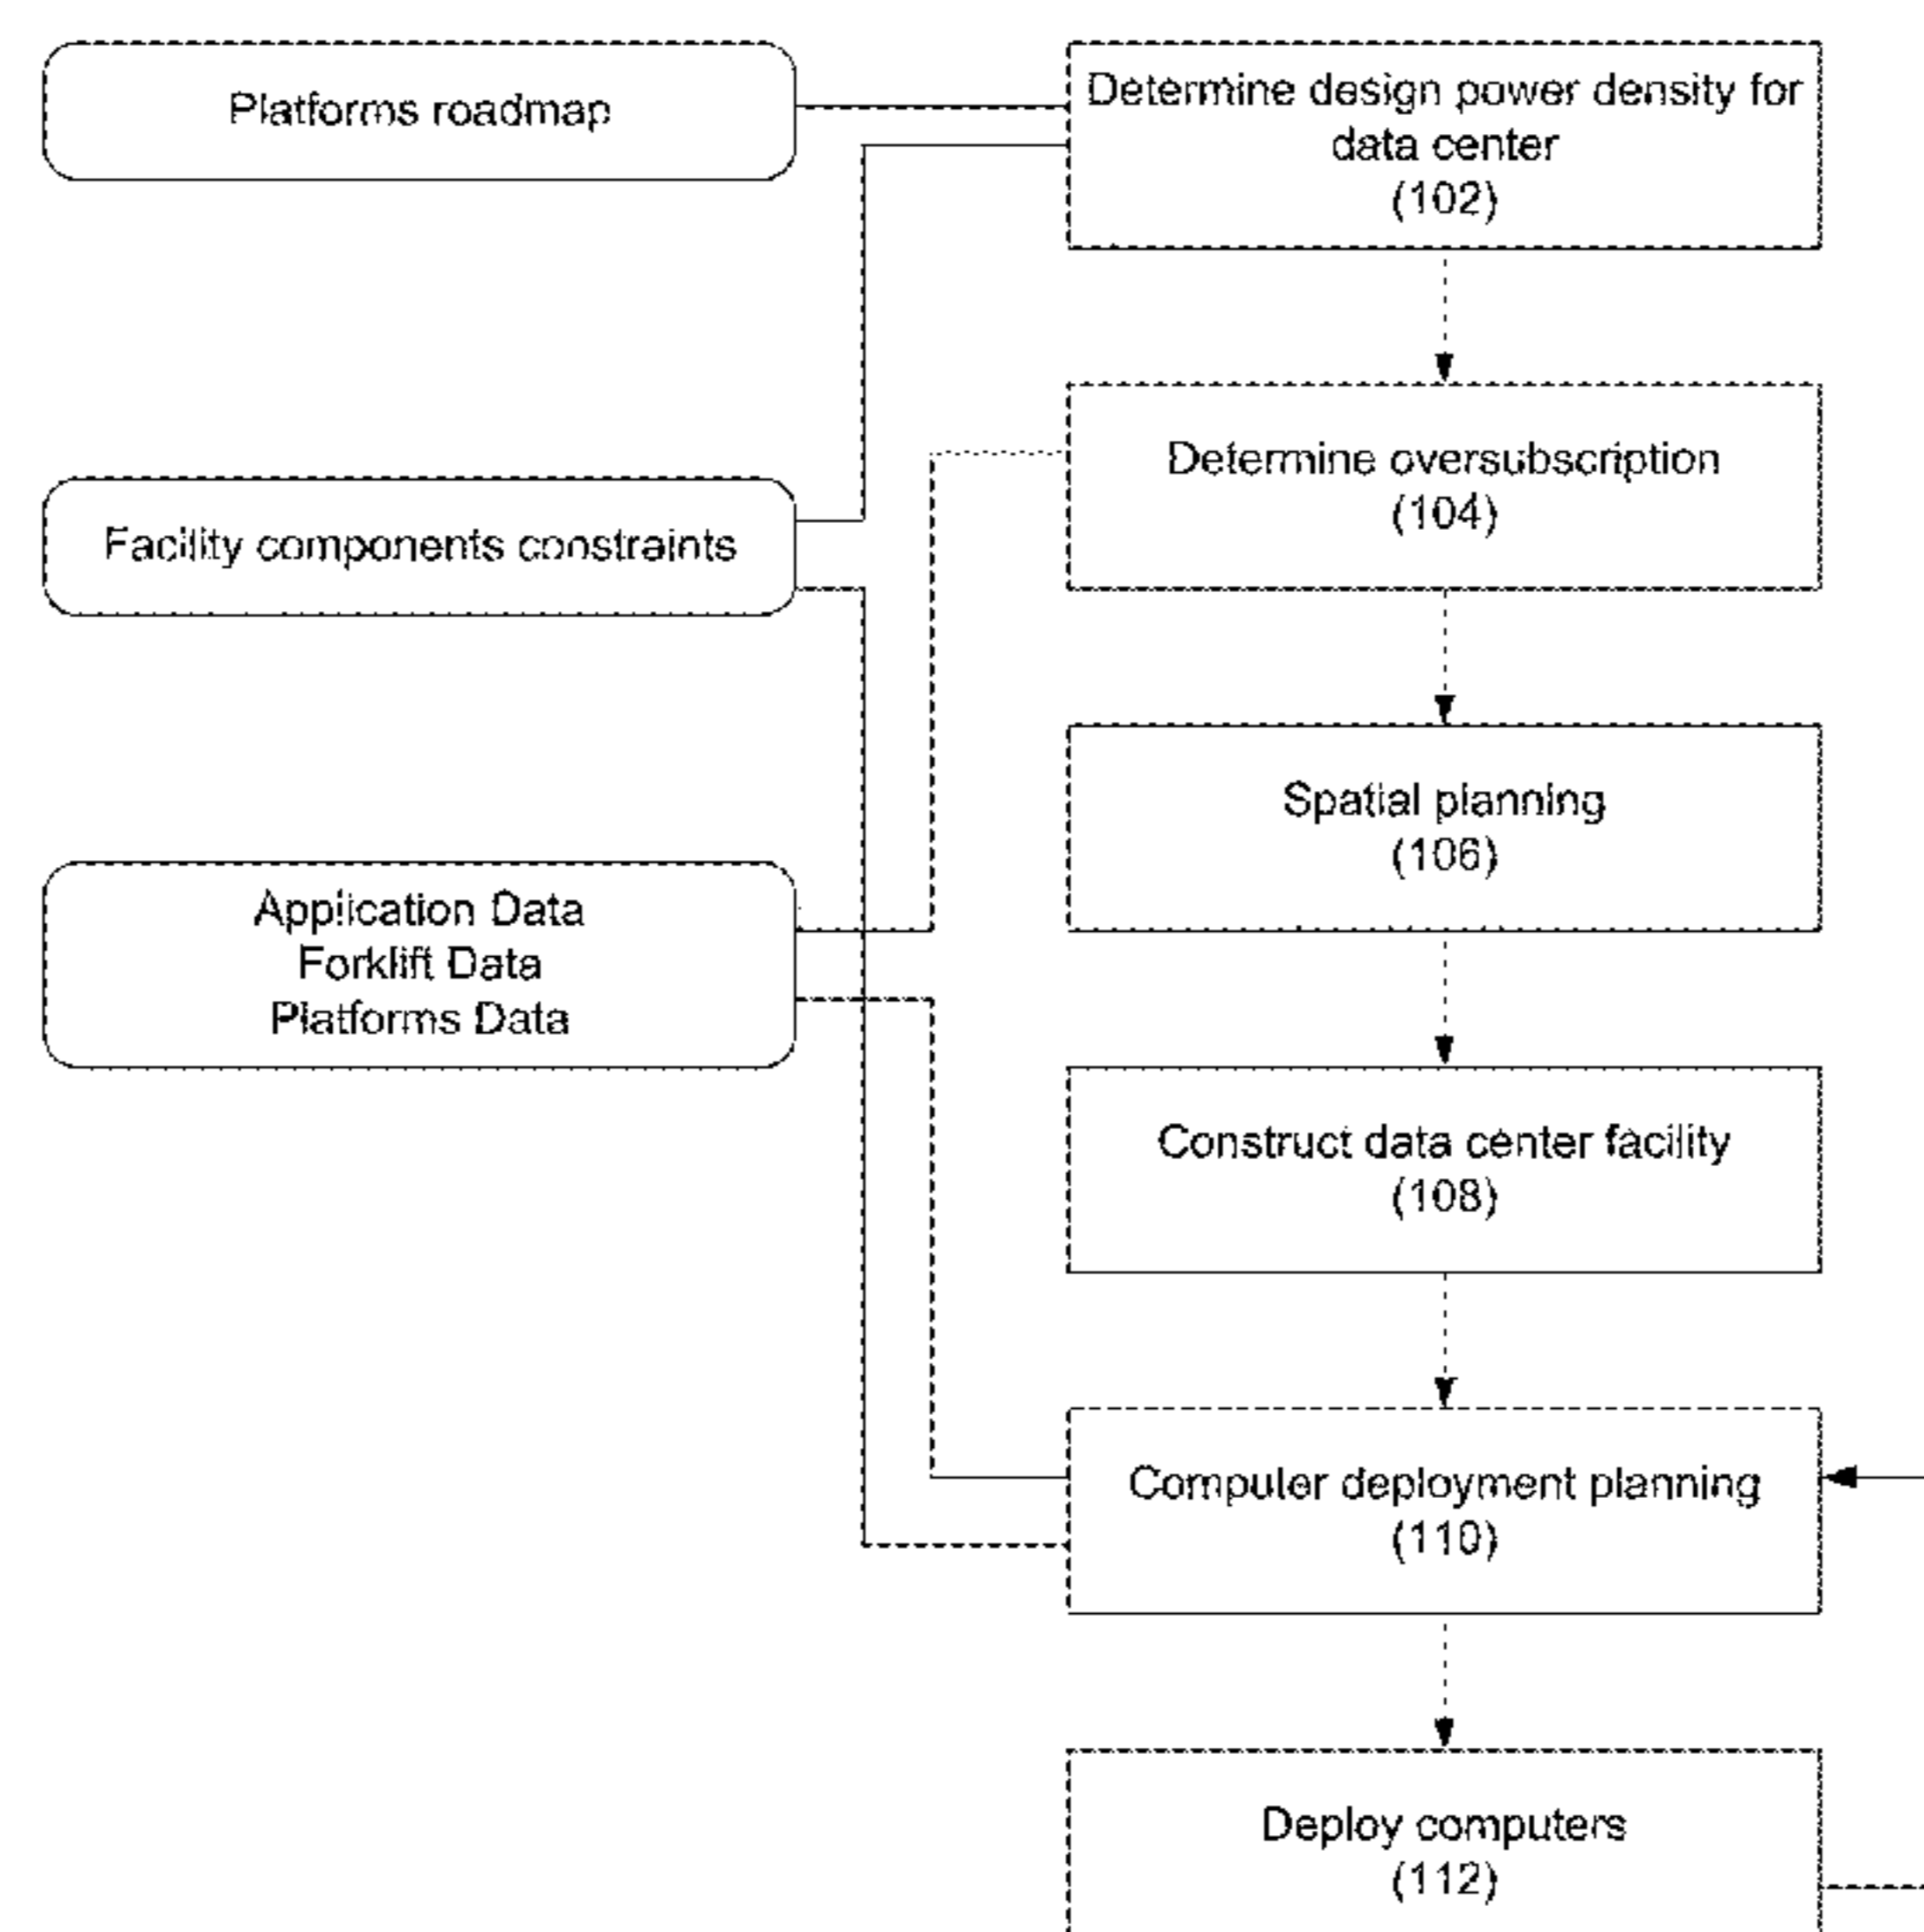 Platforms roadmap
Determine design power density for
data center
(102)
Determine oversubscription
(104)
Facility components constraints
Spatial planning
(106)
Application Data
Forklift Data
Platforms Data
Construct data center facility
(108)
Computer deployment planning
(110)
Deploy computers
(112)